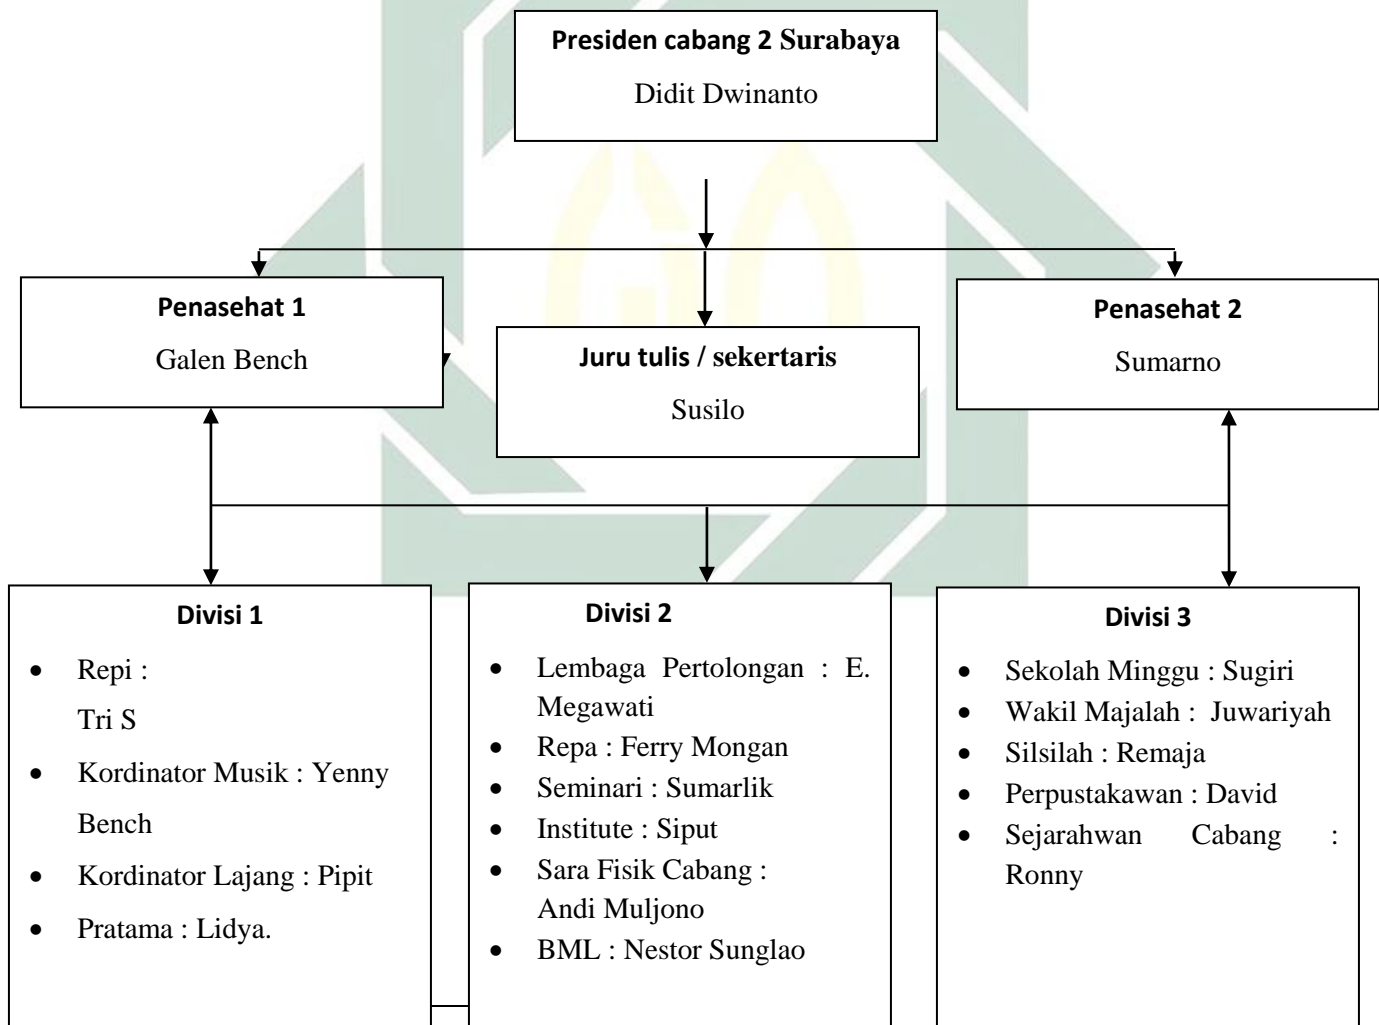 Presiden cabang 2 Surabaya
Didit Dwinanto
Penasehat 1
Galen Bench
Juru tulis / sekertaris
Susilo
Penasehat 2
Sumarno
Divisi 1
• Repi :
Tri S
• Kordinator Musik : Yenny
Bench
• Kordinator Lajang : Pipit
• Pratama : Lidya.
Divisi 2
• Lembaga Pertolongan : E.
Megawati
• Repa : Ferry Mongan
• Seminari : Sumarlik
• Institute : Siput
• Sara Fisik Cabang :
Andi Muljono
• BML : Nestor Sunglao
Divisi 3
• Sekolah Minggu : Sugiri
• Wakil Majalah : Juwariyah
• Silsilah : Remaja
• Perpustakawan : David
• Sejarahwan Cabang :
Ronny